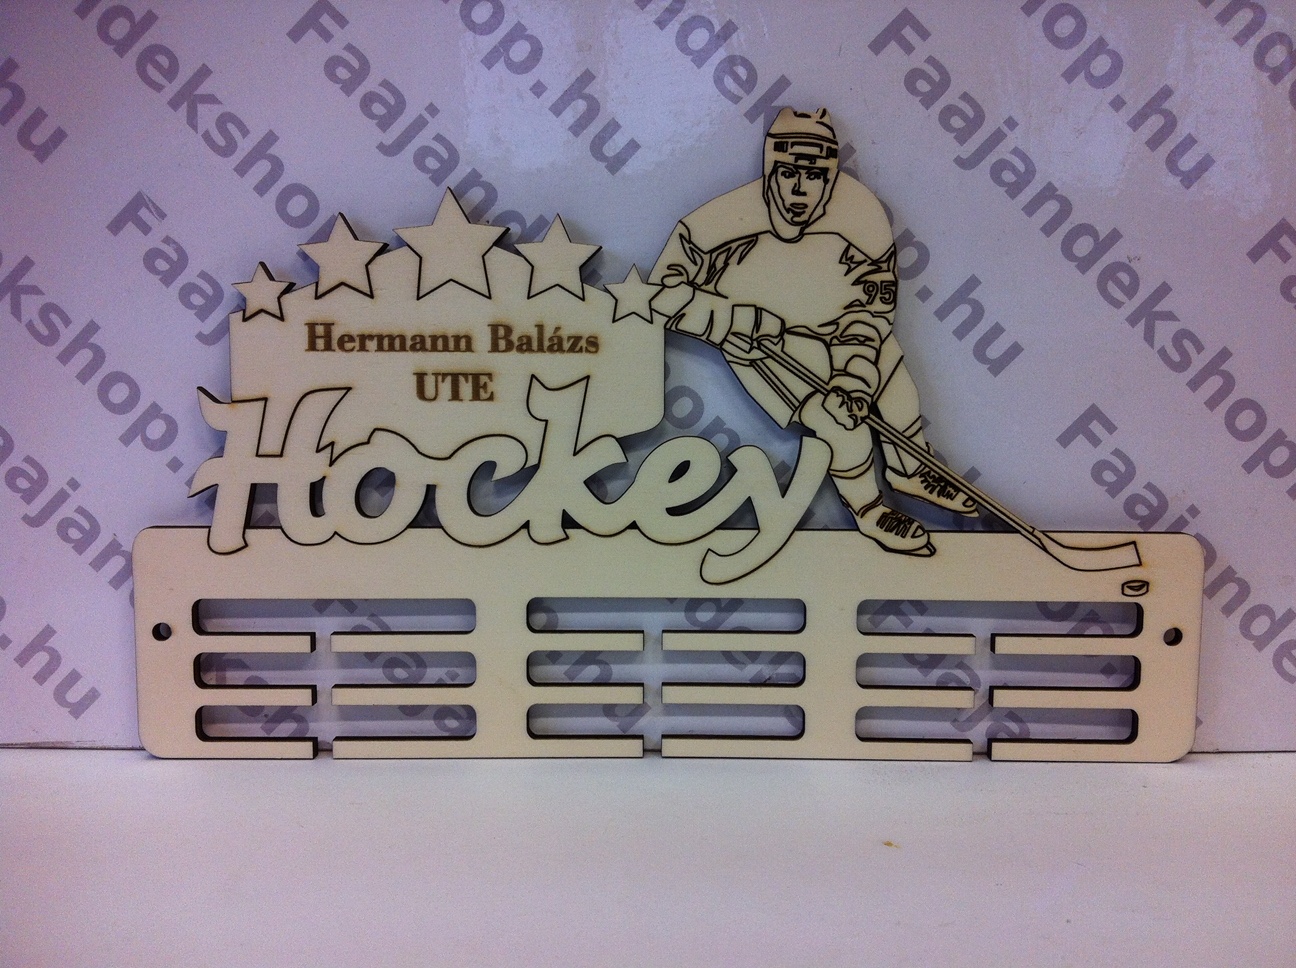 Hermann Balázs
UTE
Hockey
95
Faajandekshop.hu